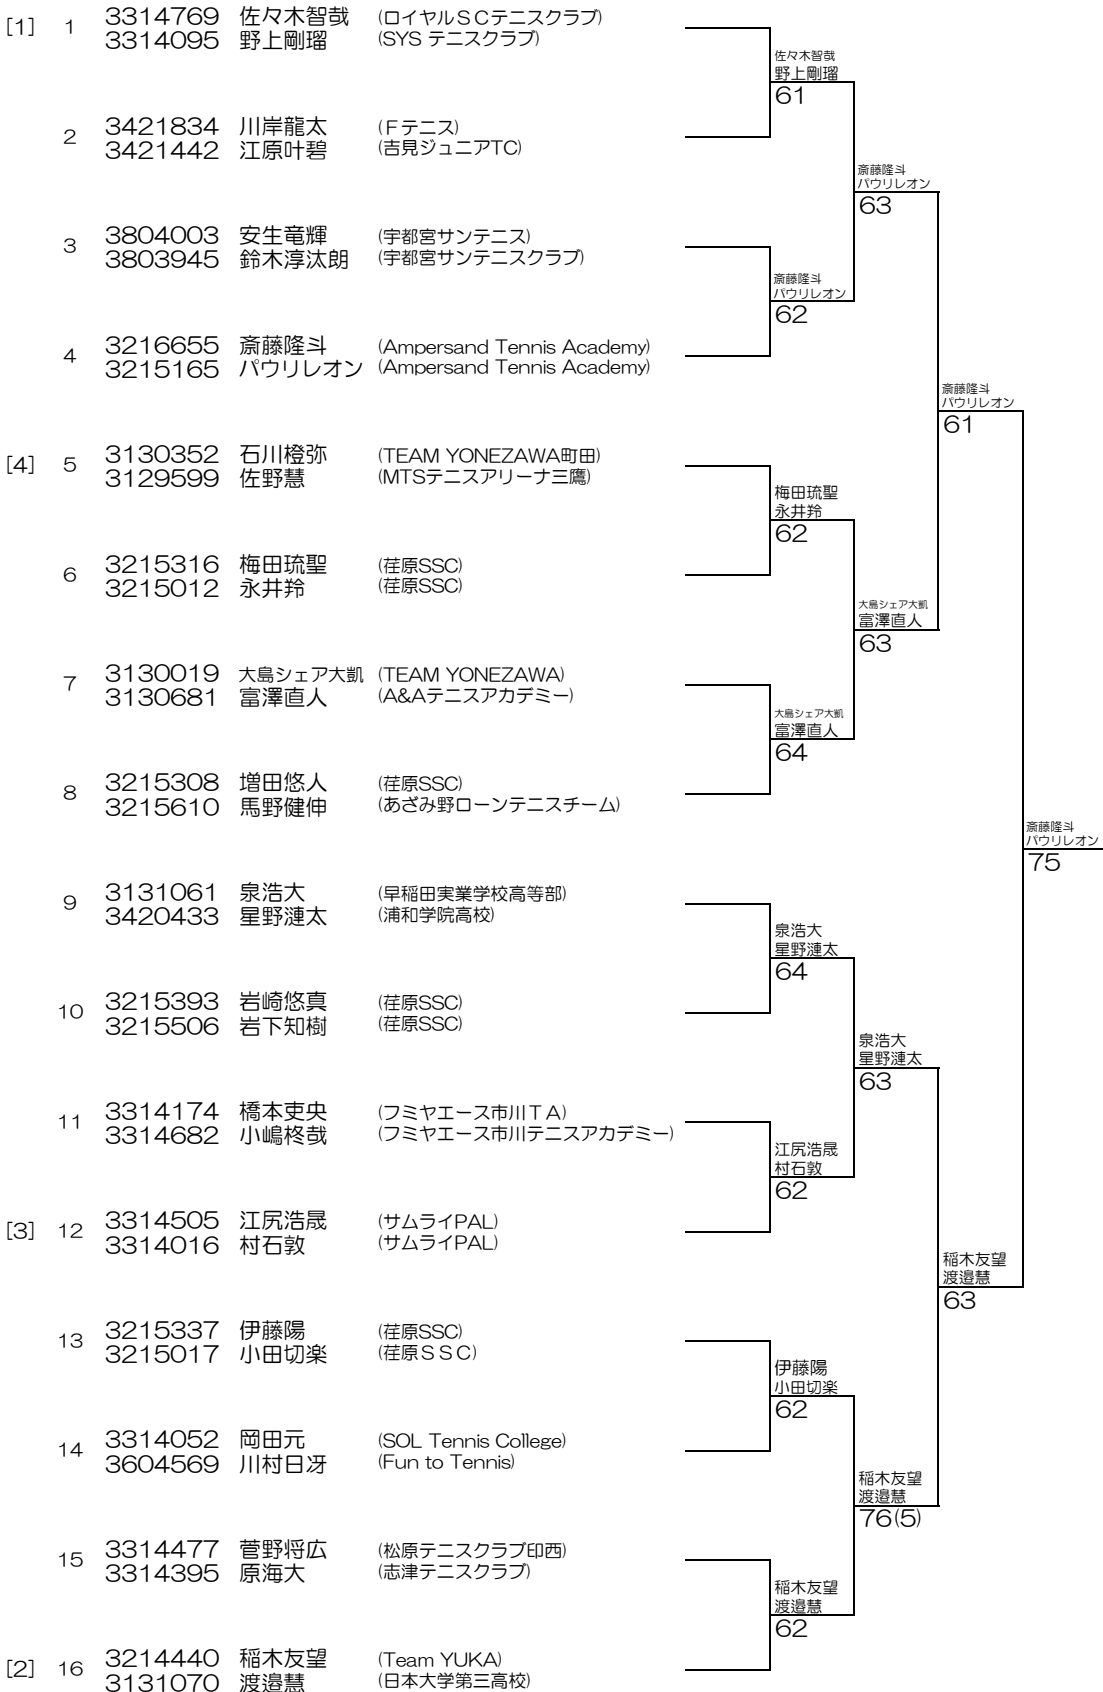 [1] 1 3314769 佐々木智哉 (ロイヤルＳＣテニスクラブ)
3314095 野上剛瑠 (SYS テニスクラブ)
佐々木智哉
野上剛瑠
61
2 3421834 川岸龍太 (Ｆテニス)
3421442 江原叶碧 (吉見ジュニアTC)
斎藤隆斗
パウリレオン
63
3 3804003 安生竜輝 (宇都宮サンテニス)
3803945 鈴木淳汰朗 (宇都宮サンテニスクラブ)
斎藤隆斗
パウリレオン
62
4 3216655 斎藤隆斗 (Ampersand Tennis Academy)
3215165 パウリレオン (Ampersand Tennis Academy)
斎藤隆斗
パウリレオン
61
[4] 5 3130352 石川橙弥 (TEAM YONEZAWA町田)
3129599 佐野慧 (MTSテニスアリーナ三鷹)
梅田琉聖
永井羚
62
6 3215316 梅田琉聖 (荏原SSC)
3215012 永井羚 (荏原SSC)
大島シェア大凱
富澤直人
63
7 3130019 大島シェア大凱 (TEAM YONEZAWA)
3130681 富澤直人 (A&Aテニスアカデミー)
大島シェア大凱
富澤直人
64
8 3215308 増田悠人 (荏原SSC)
3215610 馬野健伸 (あざみ野ローンテニスチーム)
斎藤隆斗
パウリレオン
75
9 3131061 泉浩大 (早稲田実業学校高等部)
3420433 星野漣太 (浦和学院高校)
泉浩大
星野漣太
64
10 3215393 岩崎悠真 (荏原SSC)
3215506 岩下知樹 (荏原SSC)
泉浩大
星野漣太
63
11 3314174 橋本吏央 (フミヤエース市川ＴＡ)
3314682 小嶋柊哉 (フミヤエース市川テニスアカデミー)
江尻浩晟
村石敦
62
[3] 12 3314505 江尻浩晟 (サムライPAL)
3314016 村石敦 (サムライPAL)
稲木友望
渡邉慧
63
13 3215337 伊藤陽 (荏原SSC)
3215017 小田切楽 (荏原ＳＳＣ)
伊藤陽
小田切楽
62
14 3314052 岡田元 (SOL Tennis College)
3604569 川村日冴 (Fun to Tennis)
稲木友望
渡邉慧
76(5)
15 3314477 菅野将広 (松原テニスクラブ印西)
3314395 原海大 (志津テニスクラブ)
稲木友望
渡邉慧
62
[2] 16 3214440 稲木友望 (Team YUKA)
3131070 渡邉慧 (日本大学第三高校)